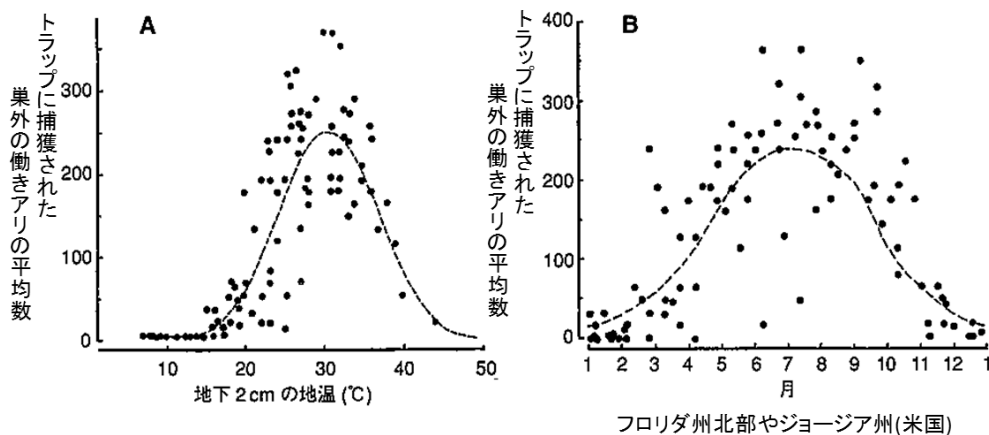 A
トラップに捕獲された
巣外の働きアリの平均数
300
200
100
0
10
20
30
40
50
地下2cmの地温(℃)
B
トラップに捕獲された
巣外の働きアリの平均数
400
300
200
100
0
1 2 3 4 5 6 7 8 9 10 11 12 1
月
フロリダ州北部やジョージア州(米国)